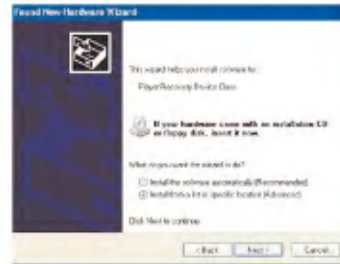 Found New Hardware Wizard
This wizard helps you install software for:
Player Recovery Device Class
If your hardware came with an installation CD
or floppy disk, insert it now.
What do you want the wizard to do?
Install the software automatically (Recommended)
Install from a list or specific location (Advanced)
Click Next to continue.
< Back
Next >
Cancel